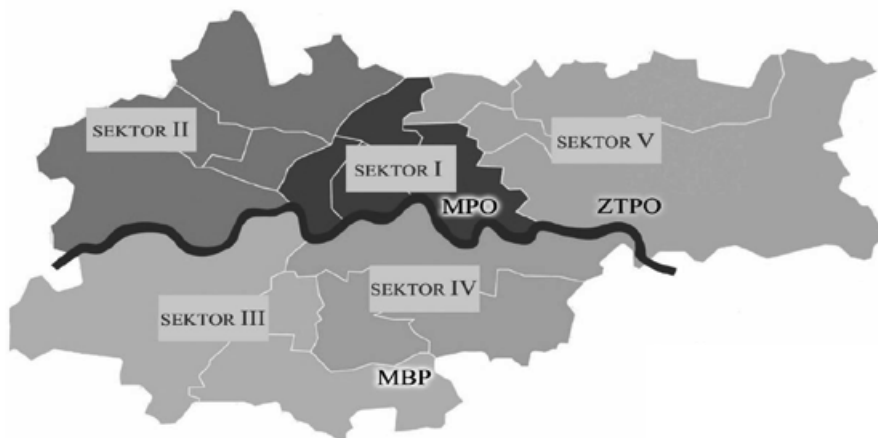 SEKTOR II
SEKTOR V
SEKTOR I
MPO
ZTPO
SEKTOR IV
SEKTOR III
MBP